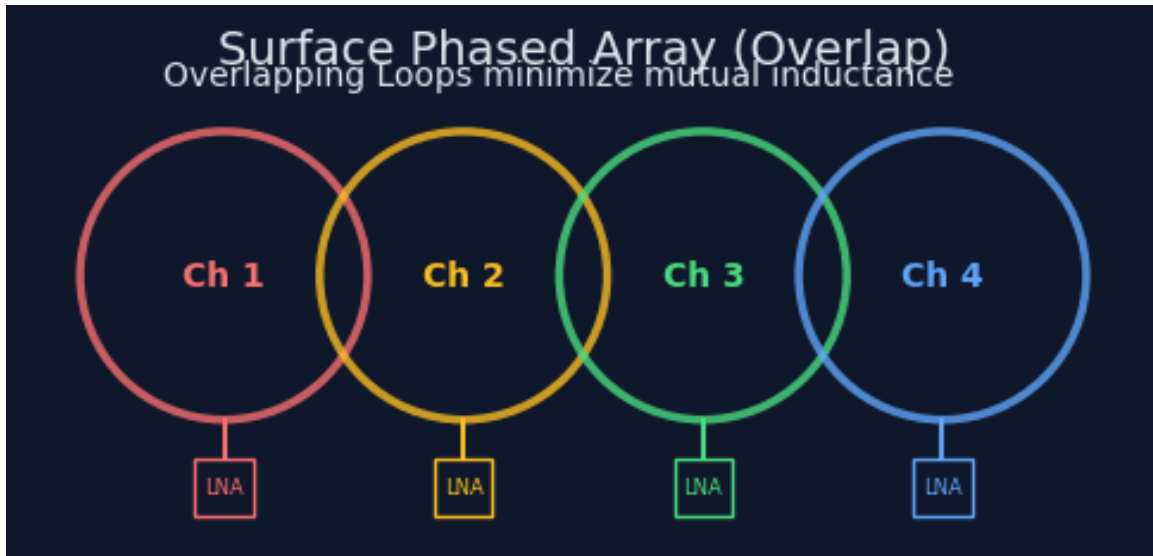 Surface Phased Array (Overlap)
Overlapping Loops minimize mutual inductance
Ch 1
Ch 2
Ch 3
Ch 4
LNA
LNA
LNA
LNA